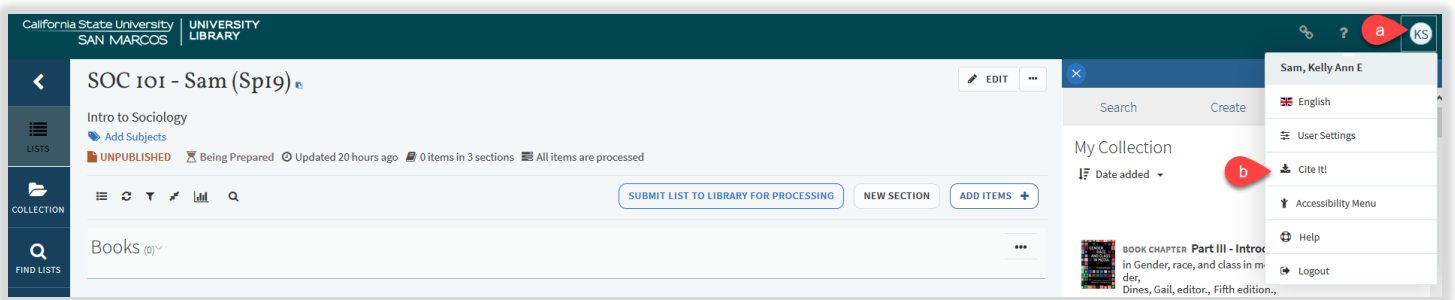 California State University
SAN MARCOS
UNIVERSITY
LIBRARY
?
a
KS
LISTS
COLLECTION
FIND LISTS
SOC 101 - Sam (Sp19)
EDIT
Intro to Sociology
Add Subjects
UNPUBLISHED Being Prepared Updated 20 hours ago 0 items in 3 sections All items are processed
SUBMIT LIST TO LIBRARY FOR PROCESSING NEW SECTION ADD ITEMS +
Books (0)
Search Create
My Collection
Date added
BOOK CHAPTER Part III - Introd
in Gender, race, and class in m
der,
Dines, Gail, editor., Fifth edition.,
Sam, Kelly Ann E
English
User Settings
b
Cite It!
Accessibility Menu
Help
Logout